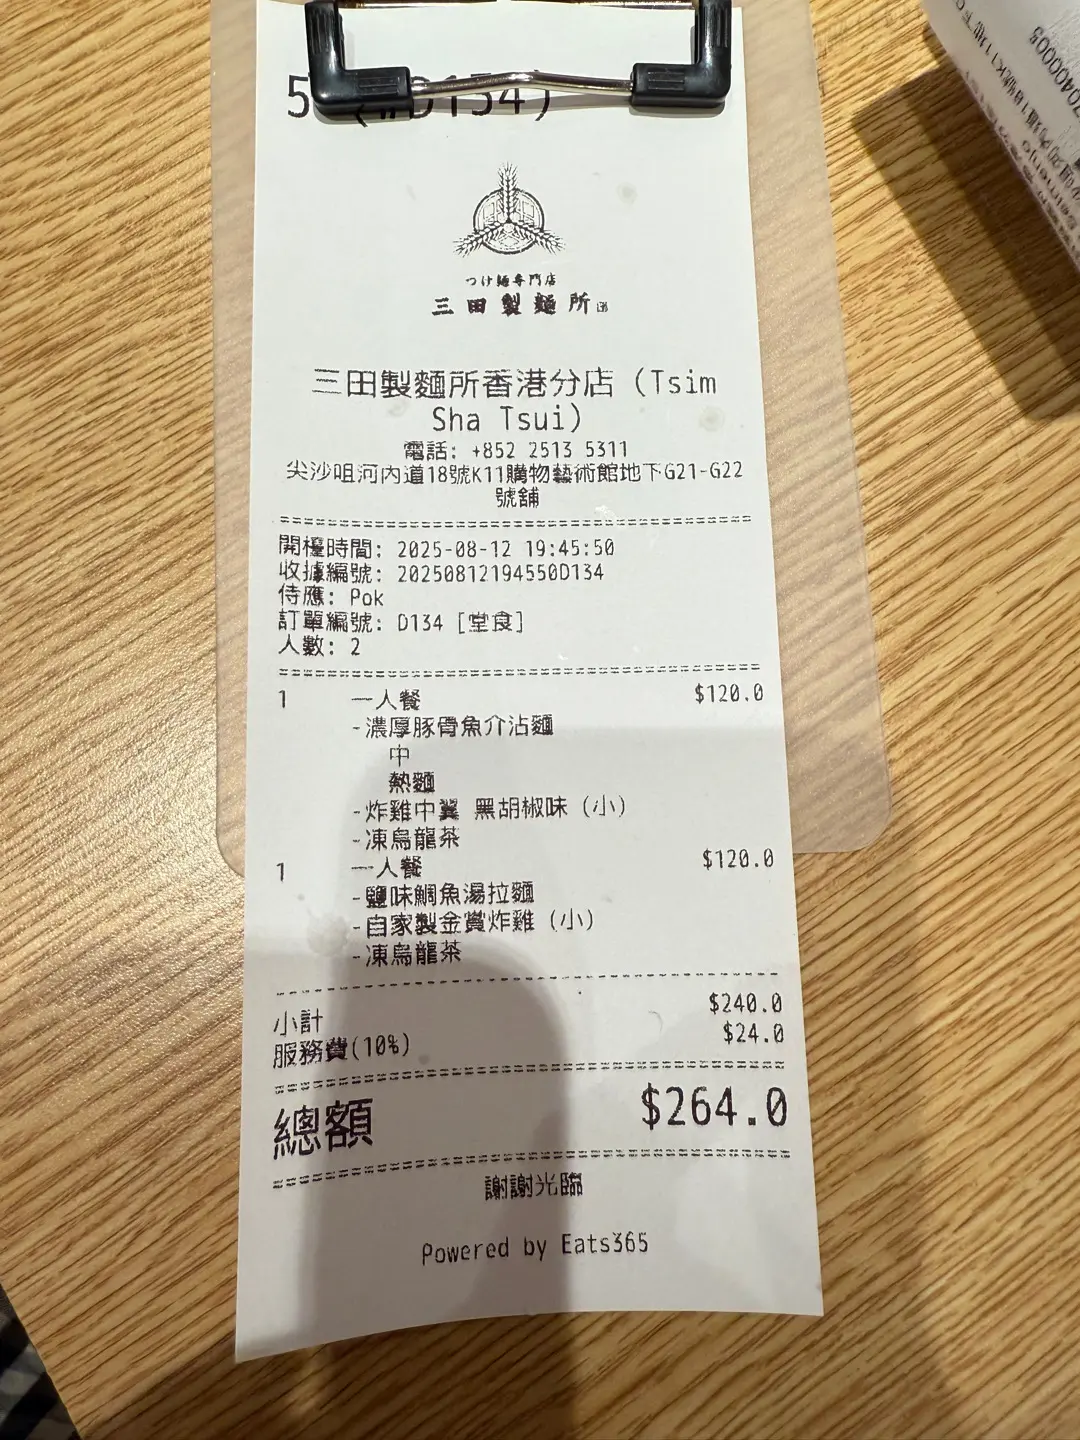 5 (#D134)
つけ麺専門店
三田製麺所
三田製麵所香港分店 (Tsim
Sha Tsui)
電話: +852 2513 5311
尖沙咀河內道18號K11購物藝術館地下G21-G22
號舖
開檯時間: 2025-08-12 19:45:50
收據編號: 20250812194550D134
侍應: Pok
訂單編號: D134 [堂食]
人數: 2
1 一人餐 $120.0
-濃厚豚骨魚介沾麵
中
熱麵
-炸雞中翼 黑胡椒味 (小)
-凍烏龍茶
1 一人餐 $120.0
-鹽味鯛魚湯拉麵
-自家製金賞炸雞 (小)
-凍烏龍茶
小計 $240.0
服務費(10%) $24.0
總額 $264.0
謝謝光臨
Powered by Eats365